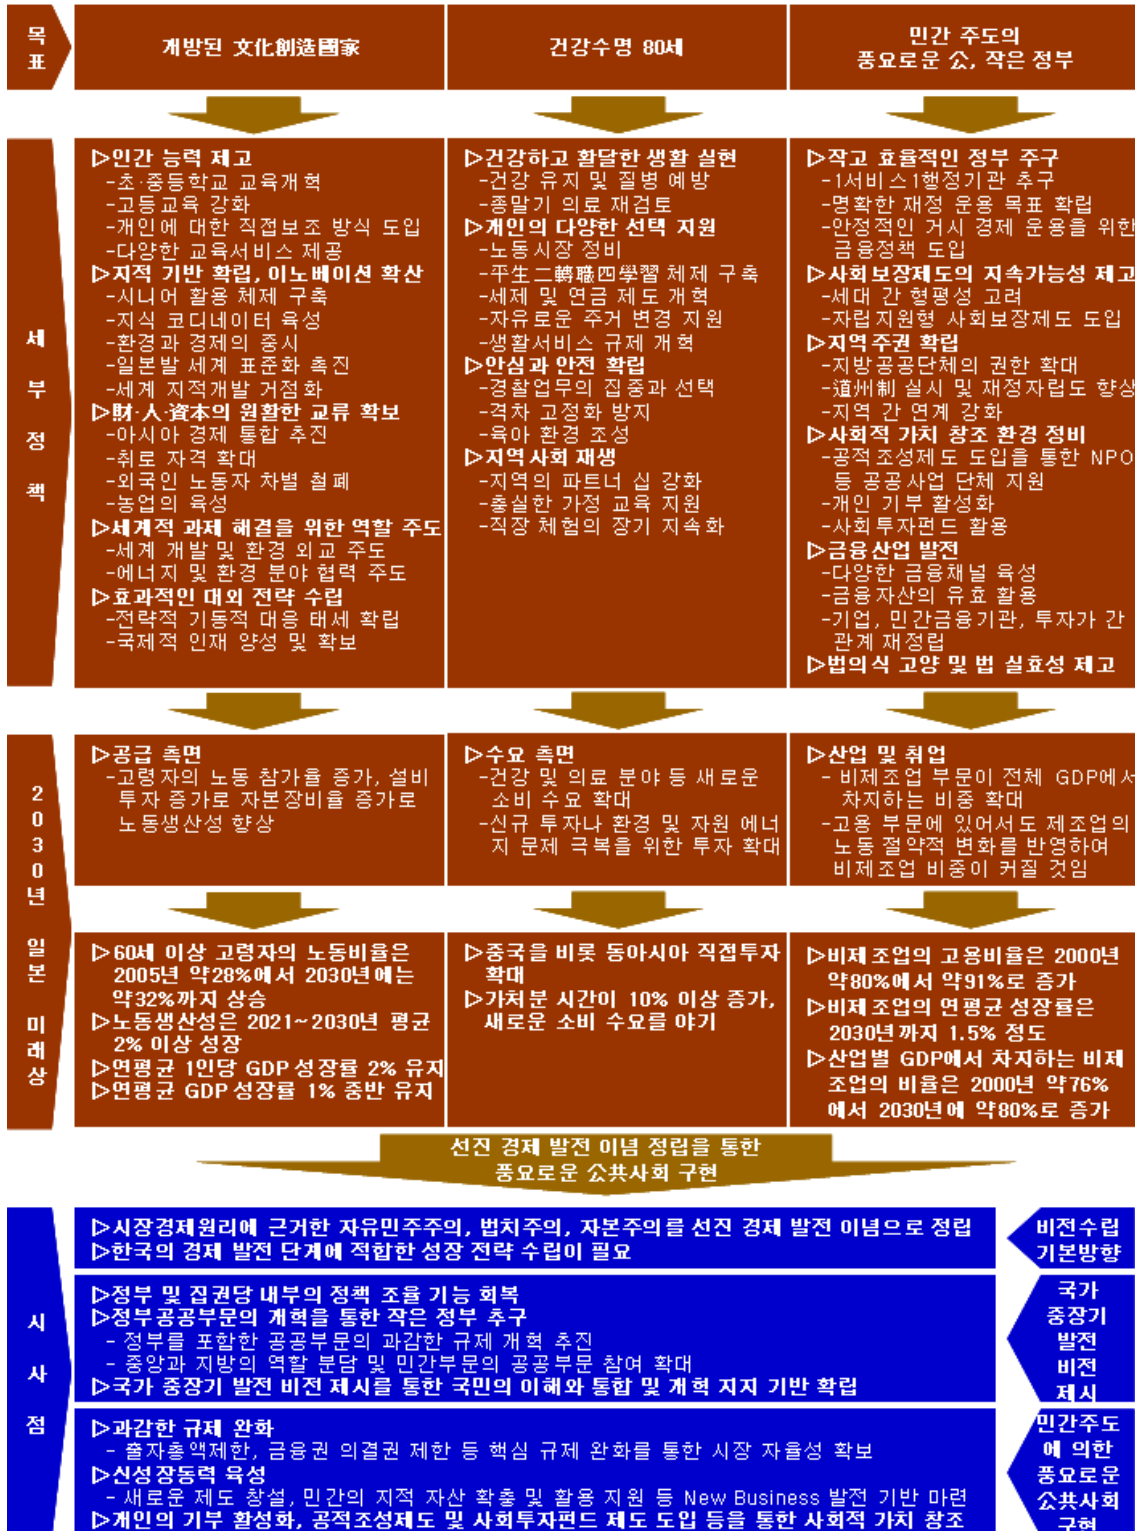 목
표
개방된 文化創造國家
건강수명 80세
민간 주도의
풍요로운 公, 작은 정부
세
부
정
책
▷인간 능력 제고
-초·중등학교 교육개혁
-고등교육 강화
-개인에 대한 직접보조 방식 도입
-다양한 교육서비스 제공
▷지적 기반 확립, 이노베이션 확산
-시니어 활용 체제 구축
-지식 코디네이터 육성
-환경과 경제의 중시
-일본발 세계 표준화 촉진
-세계 지적개발 거점화
▷財·人·資本의 원활한 교류 확보
-아시아 경제 통합 추진
-취로 자격 확대
-외국인 노동자 차별 철폐
-농업의 육성
▷세계적 과제 해결을 위한 역할 주도
-세계 개발 및 환경 외교 주도
-에너지 및 환경 분야 협력 주도
▷효과적인 대외 전략 수립
-전략적 기동적 대응 태세 확립
-국제적 인재 양성 및 확보
▷건강하고 활달한 생활 실현
-건강 유지 및 질병 예방
-종말기 의료 재검토
▷개인의 다양한 선택 지원
-노동시장 정비
-平生二轉職四學習 체제 구축
-세제 및 연금 제도 개혁
-자유로운 주거 변경 지원
-생활서비스 규제 개혁
▷안심과 안전 확립
-경찰업무의 집중과 선택
-격차 고정화 방지
-육아 환경 조성
▷지역사회 재생
-지역의 파트너 십 강화
-충실한 가정 교육 지원
-직장 체험의 장기 지속화
▷작고 효율적인 정부 추구
-1서비스1행정기관 추구
-명확한 재정 운용 목표 확립
-안정적인 거시 경제 운용을 위한
금융정책 도입
▷사회보장제도의 지속가능성 제고
-세대 간 형평성 고려
-자립지원형 사회보장제도 도입
▷지역주권 확립
-지방공공단체의 권한 확대
-道州制 실시 및 재정자립도 향상
-지역 간 연계 강화
▷사회적 가치 창조 환경 정비
-공적조성제도 도입을 통한 NPO
등 공공사업 단체 지원
-개인 기부 활성화
-사회투자펀드 활용
▷금융산업 발전
-다양한 금융채널 육성
-금융자산의 유효 활용
-기업, 민간금융기관, 투자가 간
관계 재정립
▷법의식 고양 및 법 실효성 제고
2
0
3
0
년
일
본
미
래
상
▷공급 측면
-고령자의 노동 참가율 증가, 설비
투자 증가로 자본장비율 증가로
노동생산성 향상
▷수요 측면
-건강 및 의료 분야 등 새로운
소비 수요 확대
-신규 투자나 환경 및 자원 에너
지 문제 극복을 위한 투자 확대
▷산업 및 취업
- 비제조업 부문이 전체 GDP에서
차지하는 비중 확대
-고용 부문에 있어서도 제조업의
노동 절약적 변화를 반영하여
비제조업 비중이 커질 것임
▷60세 이상 고령자의 노동비율은
2005년 약28%에서 2030년에는
약32%까지 상승
▷노동생산성은 2021~2030년 평균
2% 이상 성장
▷연평균 1인당 GDP 성장률 2% 유지
▷연평균 GDP 성장률 1% 중반 유지
▷중국을 비롯 동아시아 직접투자
확대
▷가처분 시간이 10% 이상 증가,
새로운 소비 수요를 야기
▷비제조업의 고용비율은 2000년
약80%에서 약91%로 증가
▷비제조업의 연평균 성장률은
2030년까지 1.5% 정도
▷산업별 GDP에서 차지하는 비제
조업의 비율은 2000년 약76%
에서 2030년에 약80%로 증가
선진 경제 발전 이념 정립을 통한
풍요로운 公共사회 구현
시
사
점
▷시장경제원리에 근거한 자유민주주의, 법치주의, 자본주의를 선진 경제 발전 이념으로 정립
▷한국의 경제 발전 단계에 적합한 성장 전략 수립이 필요
비전수립
기본방향
▷정부 및 집권당 내부의 정책 조율 기능 회복
▷정부공공부문의 개혁을 통한 작은 정부 추구
- 정부를 포함한 공공부문의 과감한 규제 개혁 추진
- 중앙과 지방의 역할 분담 및 민간부문의 공공부문 참여 확대
▷국가 중장기 발전 비전 제시를 통한 국민의 이해와 통합 및 개혁 지지 기반 확립
국가
중장기
발전
비전
제시
▷과감한 규제 완화
- 출자총액제한, 금융권 의결권 제한 등 핵심 규제 완화를 통한 시장 자율성 확보
▷신성장동력 육성
- 새로운 제도 창설, 민간의 지적 자산 확충 및 활용 지원 등 New Business 발전 기반 마련
▷개인의 기부 활성화, 공적조성제도 및 사회투자펀드 제도 도입 등을 통한 사회적 가치 창조
민간주도
에 의한
풍요로운
公共사회
구현